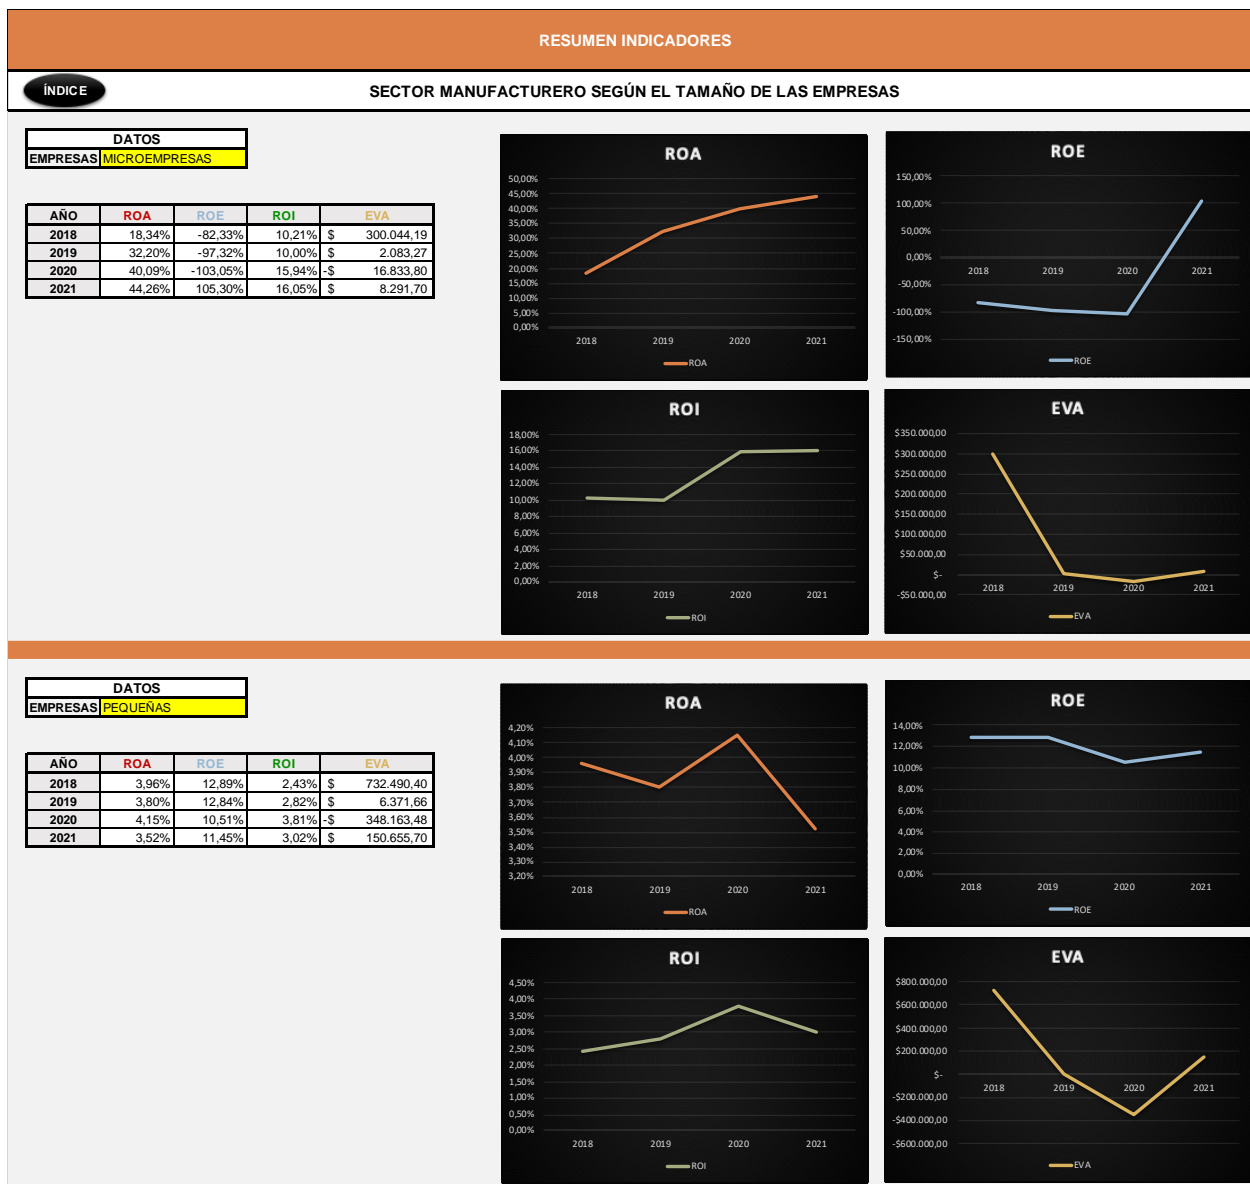 RESUMEN INDICADORES
ÍNDICE
SECTOR MANUFACTURERO SEGÚN EL TAMAÑO DE LAS EMPRESAS
DATOS
EMPRESAS MICROEMPRESAS
AÑO ROA ROE ROI EVA
2018 18,34% -82,33% 10,21% $ 300.044,19
2019 32,20% -97,32% 10,00% $ 2.083,27
2020 40,09% -103,05% 15,94% -$ 16.833,80
2021 44,26% 105,30% 16,05% $ 8.291,70
ROA
50,00%
45,00%
40,00%
35,00%
30,00%
25,00%
20,00%
15,00%
10,00%
5,00%
0,00%
2018 2019 2020 2021
ROA
ROE
150,00%
100,00%
50,00%
0,00%
2018 2019 2020 2021
-50,00%
-100,00%
-150,00%
ROE
ROI
18,00%
16,00%
14,00%
12,00%
10,00%
8,00%
6,00%
4,00%
2,00%
0,00%
2018 2019 2020 2021
ROI
EVA
$350.000,00
$300.000,00
$250.000,00
$200.000,00
$150.000,00
$100.000,00
$50.000,00
$-
2018 2019 2020 2021
-$50.000,00
EVA
DATOS
EMPRESAS PEQUEÑAS
AÑO ROA ROE ROI EVA
2018 3,96% 12,89% 2,43% $ 732.490,40
2019 3,80% 12,84% 2,82% $ 6.371,66
2020 4,15% 10,51% 3,81% -$ 348.163,48
2021 3,52% 11,45% 3,02% $ 150.655,70
ROA
4,20%
4,10%
4,00%
3,90%
3,80%
3,70%
3,60%
3,50%
3,40%
3,30%
3,20%
2018 2019 2020 2021
ROA
ROE
14,00%
12,00%
10,00%
8,00%
6,00%
4,00%
2,00%
0,00%
2018 2019 2020 2021
ROE
ROI
4,50%
4,00%
3,50%
3,00%
2,50%
2,00%
1,50%
1,00%
0,50%
0,00%
2018 2019 2020 2021
ROI
EVA
$800.000,00
$600.000,00
$400.000,00
$200.000,00
$-
2018 2019 2020 2021
-$200.000,00
-$400.000,00
-$600.000,00
EVA